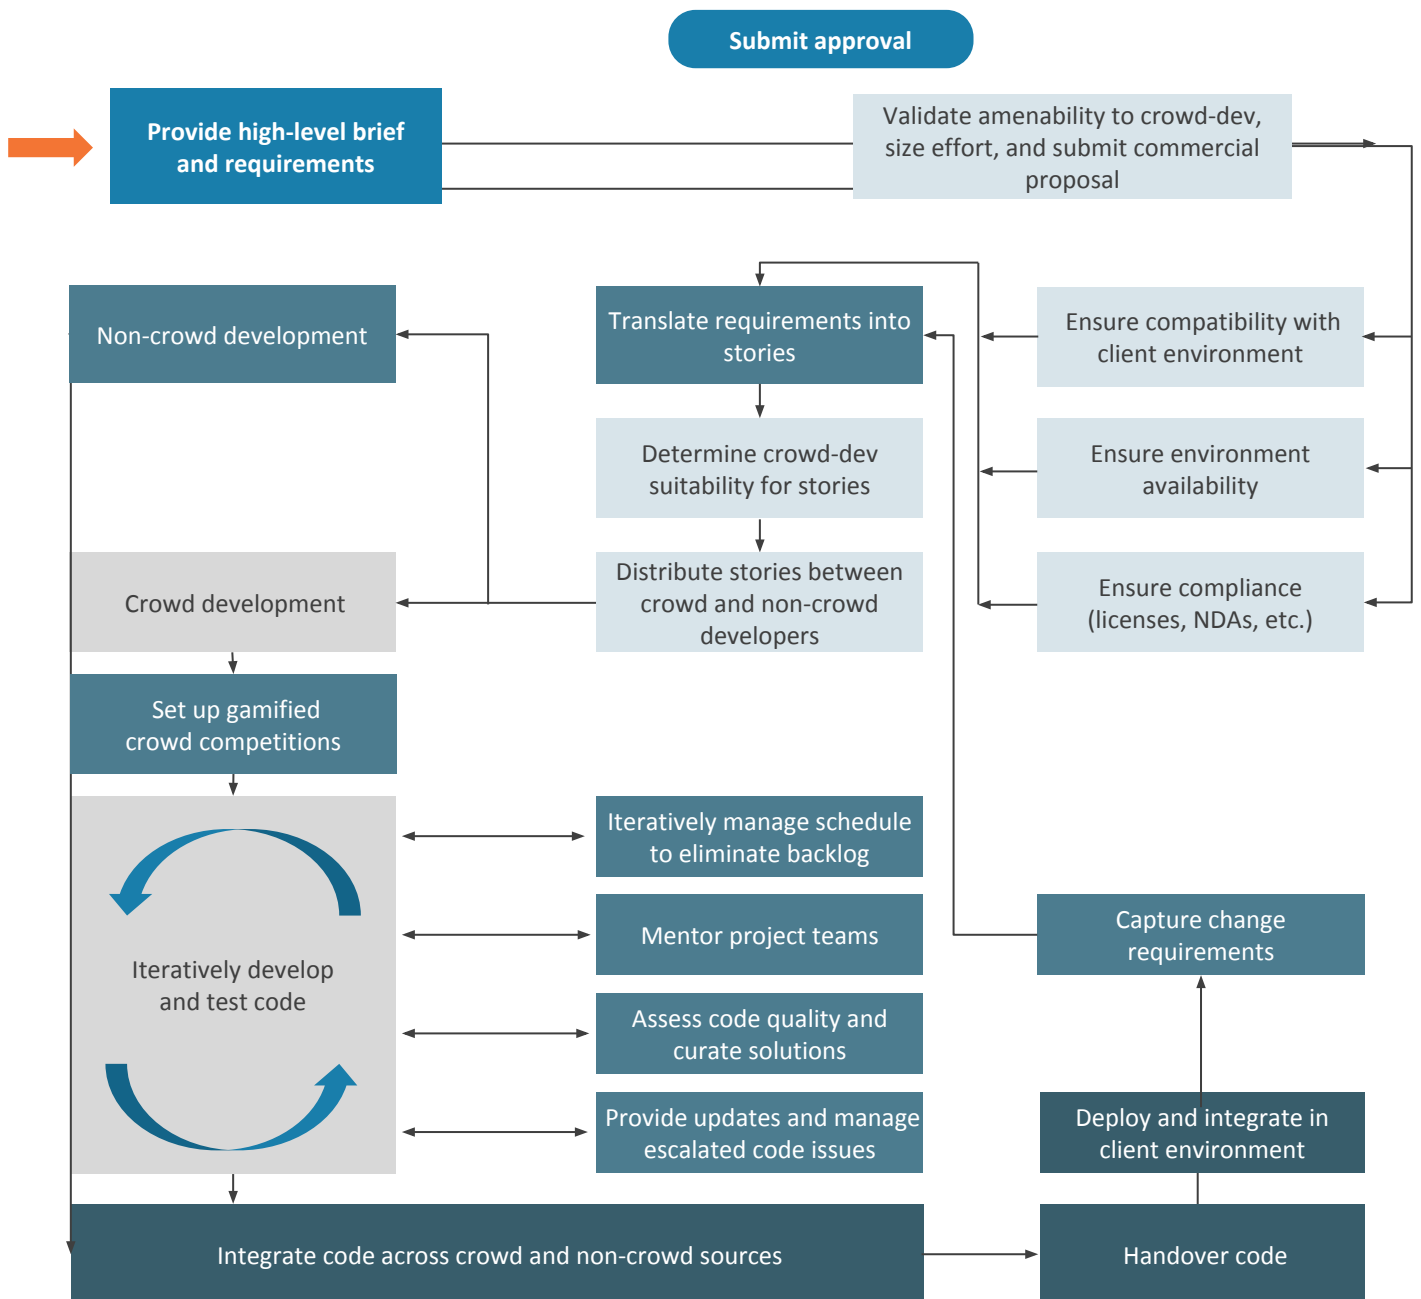 Submit approval
Provide high-level brief
and requirements
Validate amenability to crowd-dev,
size effort, and submit commercial
proposal
Non-crowd development
Translate requirements into
stories
Ensure compatibility with
client environment
Determine crowd-dev
suitability for stories
Ensure environment
availability
Crowd development
Distribute stories between
crowd and non-crowd
developers
Ensure compliance
(licenses, NDAs, etc.)
Set up gamified
crowd competitions
Iteratively develop
and test code
Iteratively manage schedule
to eliminate backlog
Mentor project teams
Capture change
requirements
Assess code quality and
curate solutions
Provide updates and manage
escalated code issues
Deploy and integrate in
client environment
Integrate code across crowd and non-crowd sources
Handover code